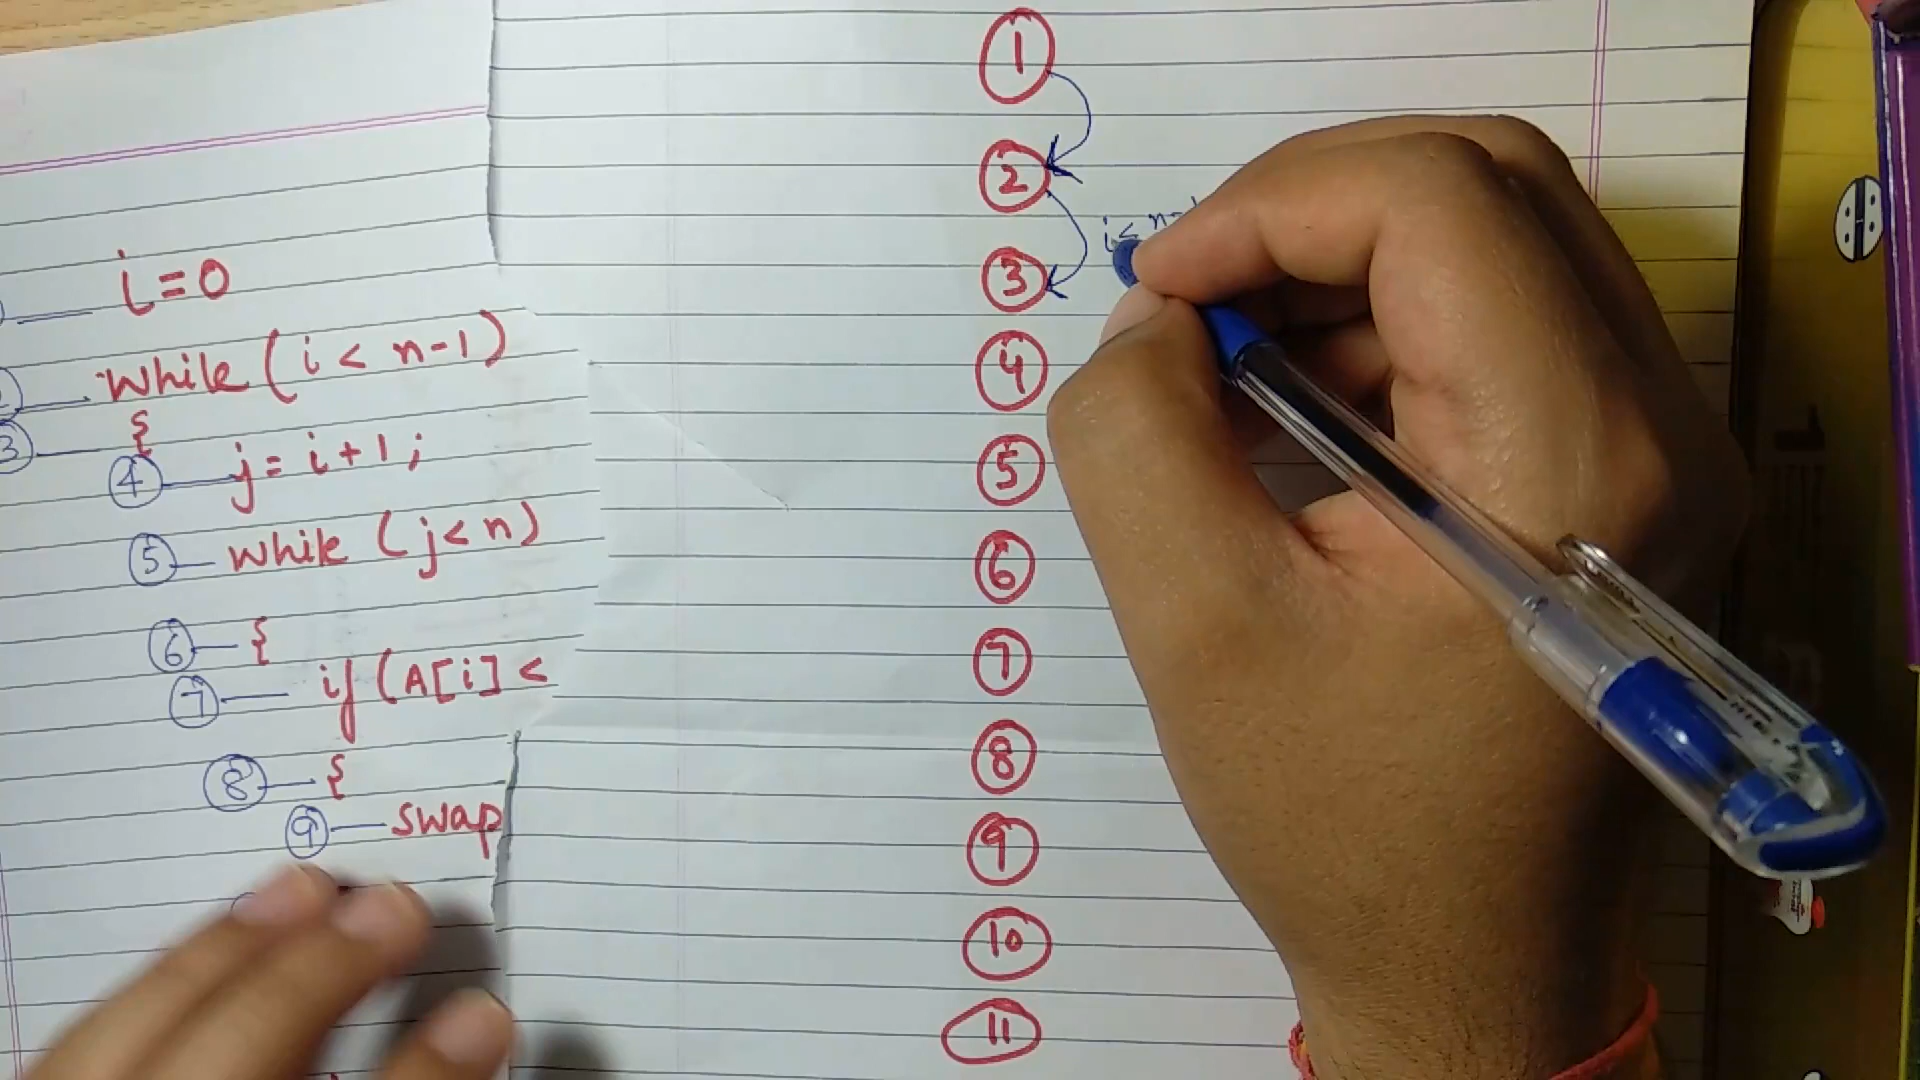 i=0
while (i < n-1)
3 {
4 j = i+1;
5 while (j<n)
6 {
7 if (A[i] <
8 {
9 swap
1
2
i< n-1
3
4
5
6
7
8
9
10
11